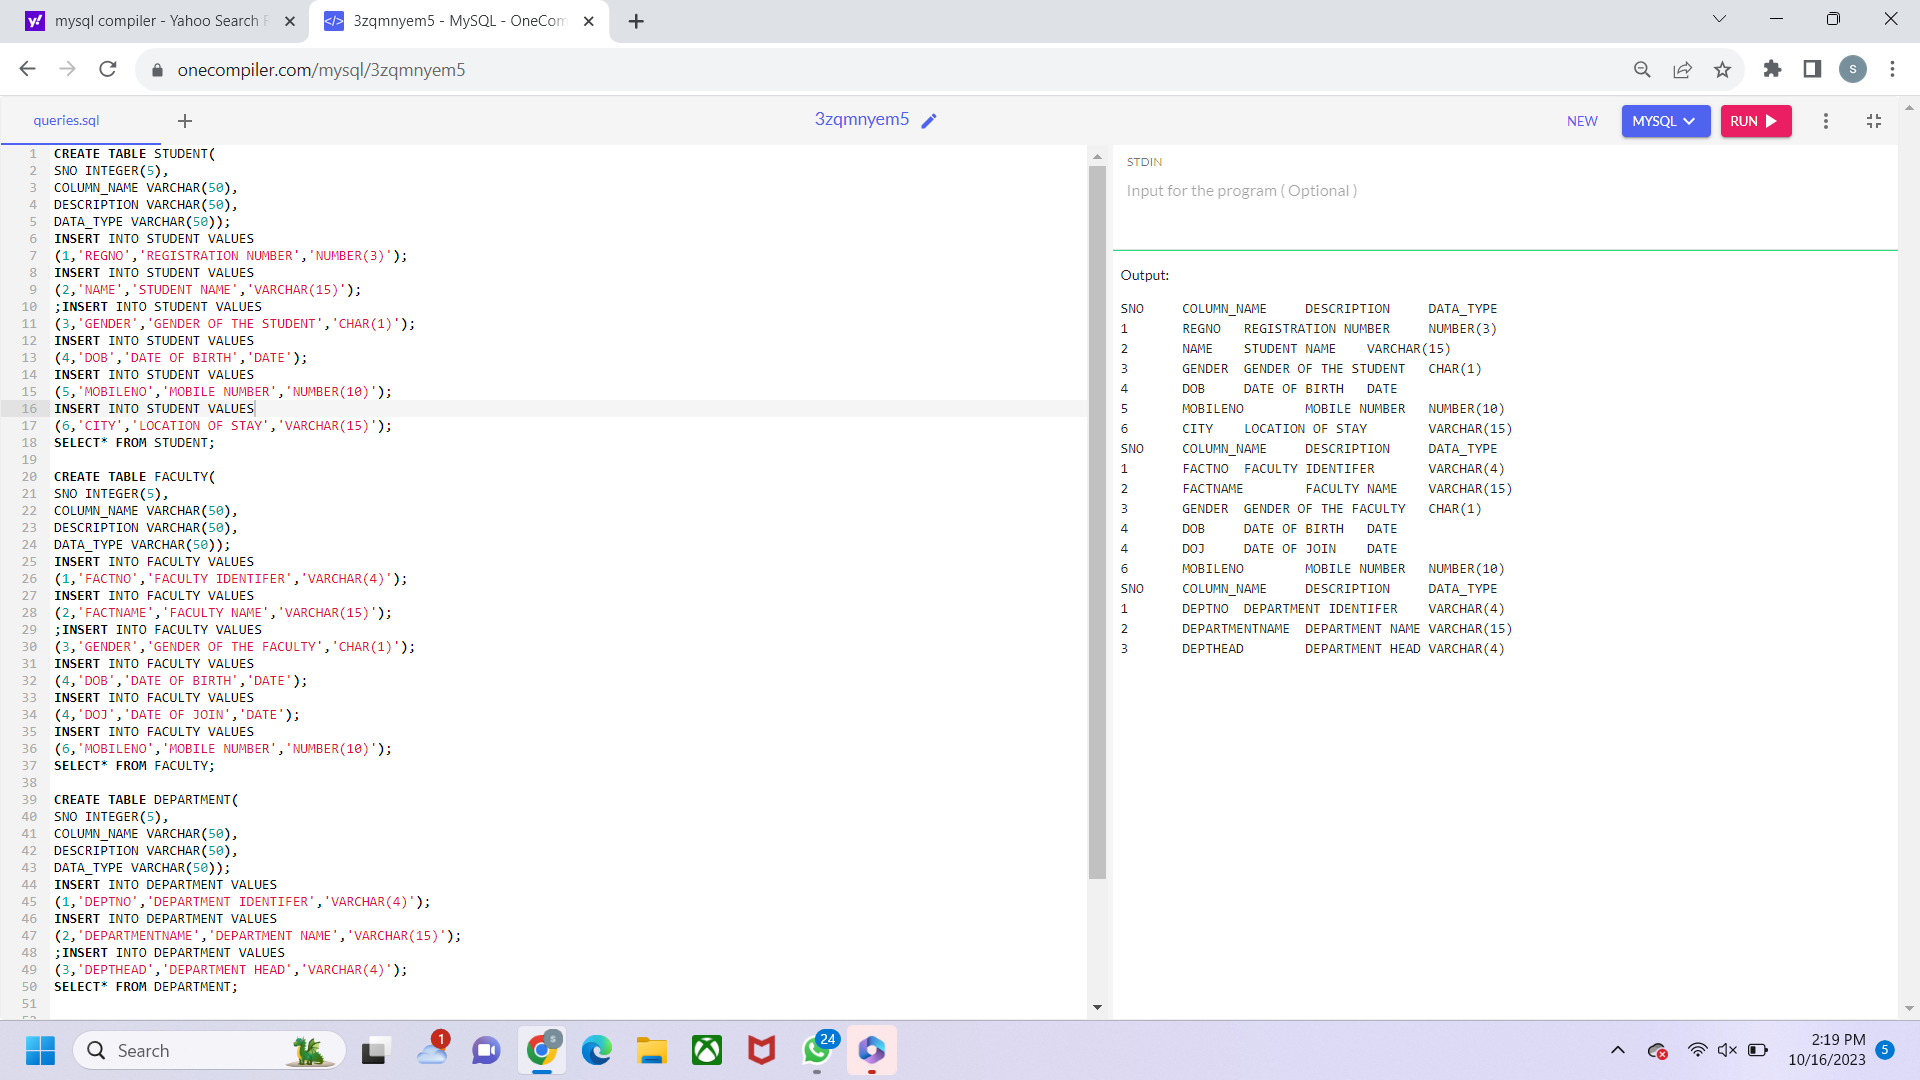 mysql compiler - Yahoo Search R
3zqmnyem5 - MySQL - OneCom
onecompiler.com/mysql/3zqmnyem5
S
queries.sql
3zqmnyem5
NEW
MYSQL
RUN
1 CREATE TABLE STUDENT(
2 SNO INTEGER(5),
3 COLUMN_NAME VARCHAR(50),
4 DESCRIPTION VARCHAR(50),
5 DATA_TYPE VARCHAR(50));
6 INSERT INTO STUDENT VALUES
7 (1,'REGNO','REGISTRATION NUMBER','NUMBER(3)');
8 INSERT INTO STUDENT VALUES
9 (2,'NAME','STUDENT NAME','VARCHAR(15)');
10 ;INSERT INTO STUDENT VALUES
11 (3,'GENDER','GENDER OF THE STUDENT','CHAR(1)');
12 INSERT INTO STUDENT VALUES
13 (4,'DOB','DATE OF BIRTH','DATE');
14 INSERT INTO STUDENT VALUES
15 (5,'MOBILENO','MOBILE NUMBER','NUMBER(10)');
16 INSERT INTO STUDENT VALUES
17 (6,'CITY','LOCATION OF STAY','VARCHAR(15)');
18 SELECT* FROM STUDENT;
19
20 CREATE TABLE FACULTY(
21 SNO INTEGER(5),
22 COLUMN_NAME VARCHAR(50),
23 DESCRIPTION VARCHAR(50),
24 DATA_TYPE VARCHAR(50));
25 INSERT INTO FACULTY VALUES
26 (1,'FACTNO','FACULTY IDENTIFER','VARCHAR(4)');
27 INSERT INTO FACULTY VALUES
28 (2,'FACTNAME','FACULTY NAME','VARCHAR(15)');
29 ;INSERT INTO FACULTY VALUES
30 (3,'GENDER','GENDER OF THE FACULTY','CHAR(1)');
31 INSERT INTO FACULTY VALUES
32 (4,'DOB','DATE OF BIRTH','DATE');
33 INSERT INTO FACULTY VALUES
34 (4,'DOJ','DATE OF JOIN','DATE');
35 INSERT INTO FACULTY VALUES
36 (6,'MOBILENO','MOBILE NUMBER','NUMBER(10)');
37 SELECT* FROM FACULTY;
38
39 CREATE TABLE DEPARTMENT(
40 SNO INTEGER(5),
41 COLUMN_NAME VARCHAR(50),
42 DESCRIPTION VARCHAR(50),
43 DATA_TYPE VARCHAR(50));
44 INSERT INTO DEPARTMENT VALUES
45 (1,'DEPTNO','DEPARTMENT IDENTIFER','VARCHAR(4)');
46 INSERT INTO DEPARTMENT VALUES
47 (2,'DEPARTMENTNAME','DEPARTMENT NAME','VARCHAR(15)');
48 ;INSERT INTO DEPARTMENT VALUES
49 (3,'DEPTHEAD','DEPARTMENT HEAD','VARCHAR(4)');
50 SELECT* FROM DEPARTMENT;
51
STDIN
Input for the program ( Optional )
Output:
SNO COLUMN_NAME DESCRIPTION DATA_TYPE
1 REGNO REGISTRATION NUMBER NUMBER(3)
2 NAME STUDENT NAME VARCHAR(15)
3 GENDER GENDER OF THE STUDENT CHAR(1)
4 DOB DATE OF BIRTH DATE
5 MOBILENO MOBILE NUMBER NUMBER(10)
6 CITY LOCATION OF STAY VARCHAR(15)
SNO COLUMN_NAME DESCRIPTION DATA_TYPE
1 FACTNO FACULTY IDENTIFER VARCHAR(4)
2 FACTNAME FACULTY NAME VARCHAR(15)
3 GENDER GENDER OF THE FACULTY CHAR(1)
4 DOB DATE OF BIRTH DATE
4 DOJ DATE OF JOIN DATE
6 MOBILENO MOBILE NUMBER NUMBER(10)
SNO COLUMN_NAME DESCRIPTION DATA_TYPE
1 DEPTNO DEPARTMENT IDENTIFER VARCHAR(4)
2 DEPARTMENTNAME DEPARTMENT NAME VARCHAR(15)
3 DEPTHEAD DEPARTMENT HEAD VARCHAR(4)
Search
1
S
24
2:19 PM
10/16/2023
5